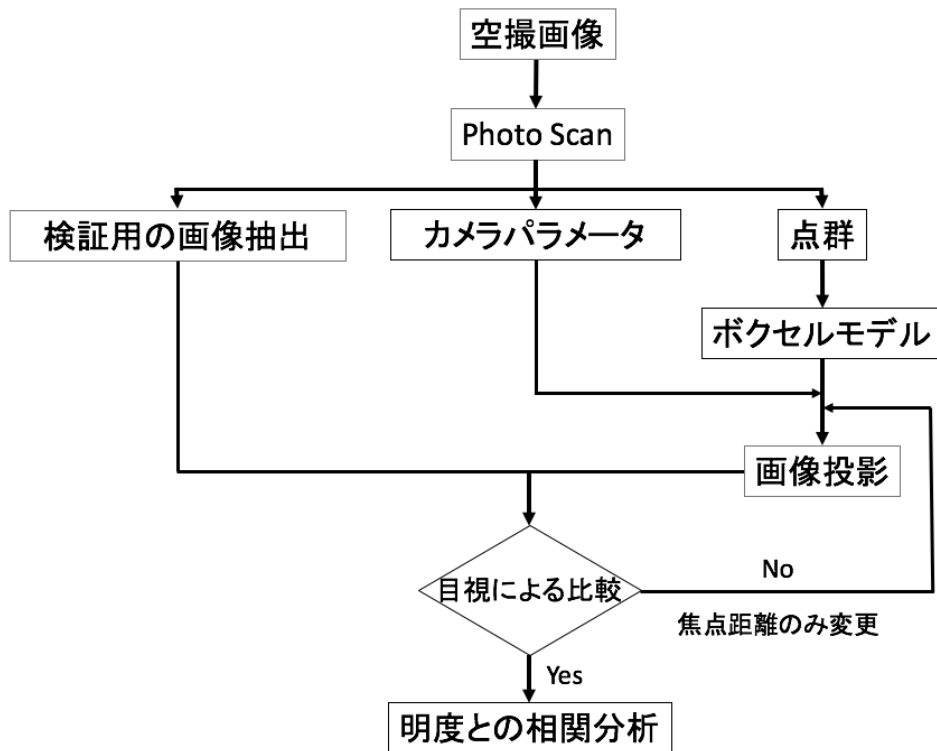 空撮画像
Photo Scan
検証用の画像抽出
カメラパラメータ
点群
ボクセルモデル
画像投影
目視による比較
No
焦点距離のみ変更
Yes
明度との相関分析